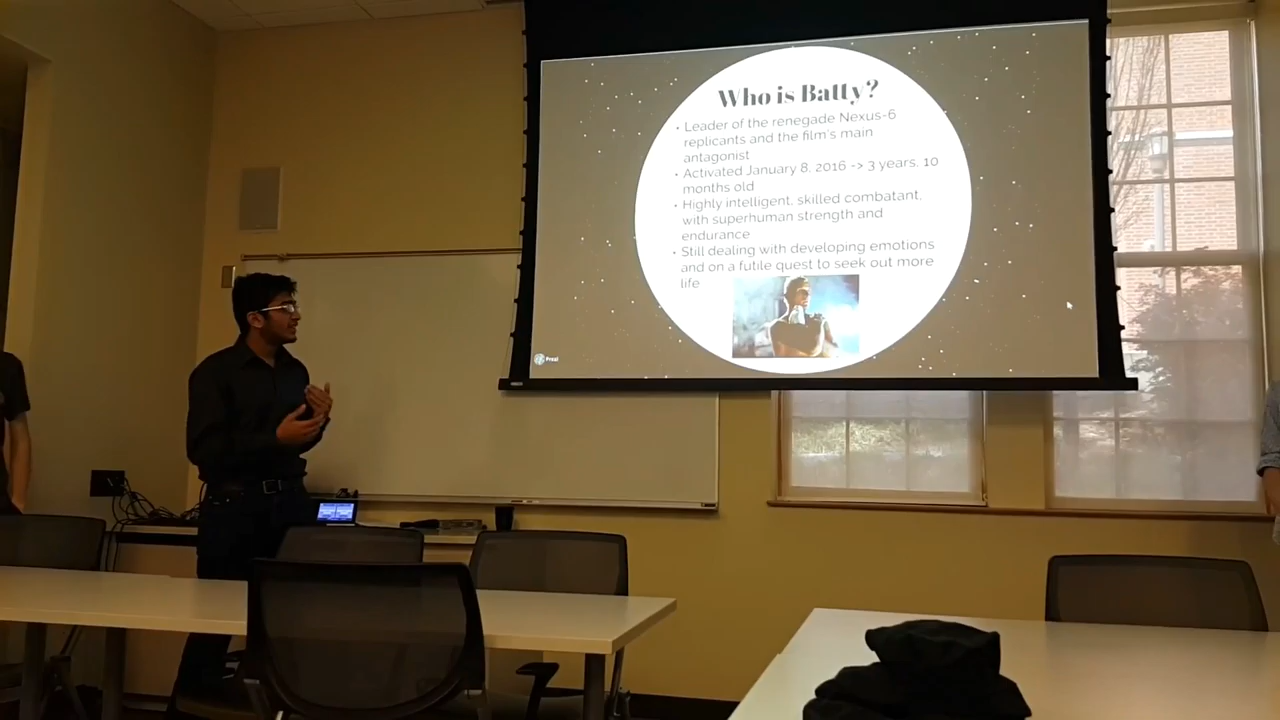 Who is Batty?
• Leader of the renegade Nexus-6
replicants and the film's main
antagonist
• Activated January 8, 2016 -> 3 years, 10
months old
• Highly intelligent, skilled combatant,
with superhuman strength and
endurance
• Still dealing with developing emotions
and on a futile quest to seek out more
life
Prezi